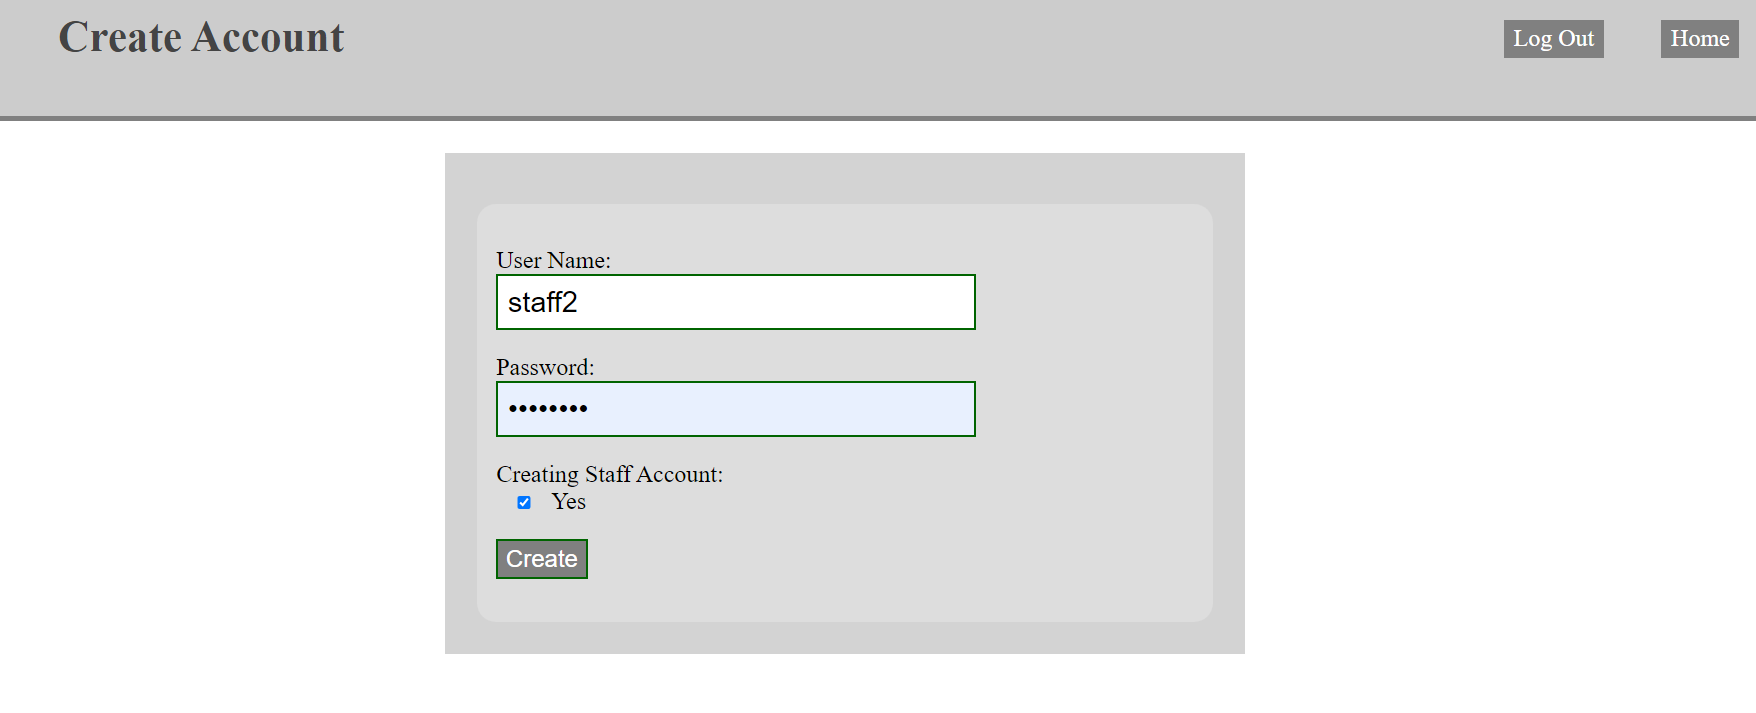 Create Account
Log Out
Home
User Name:
staff2
Password:
••••••••
Creating Staff Account:
Yes
Create